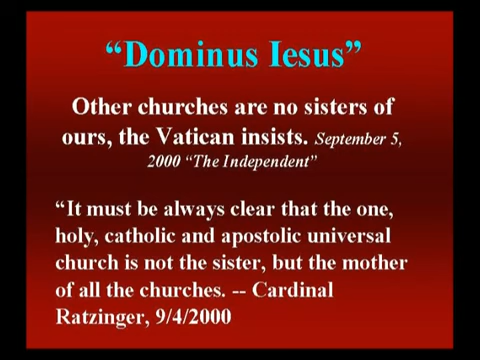 “Dominus Iesus”
Other churches are no sisters of
ours, the Vatican insists. September 5,
2000 “The Independent”
“It must be always clear that the one,
holy, catholic and apostolic universal
church is not the sister, but the mother
of all the churches. -- Cardinal
Ratzinger, 9/4/2000